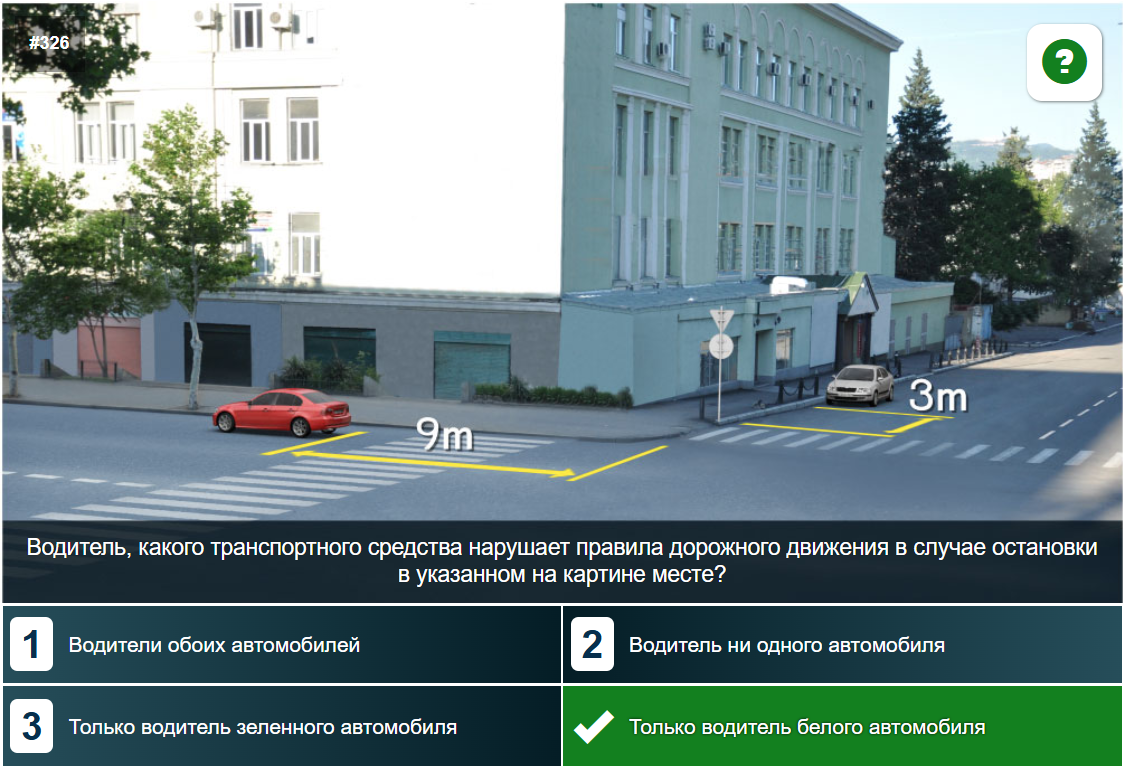 #326
?
9m
3m
Водитель, какого транспортного средства нарушает правила дорожного движения в случае остановки
в указанном на картине месте?
1 Водители обоих автомобилей
2 Водитель ни одного автомобиля
3 Только водитель зеленного автомобиля
Только водитель белого автомобиля